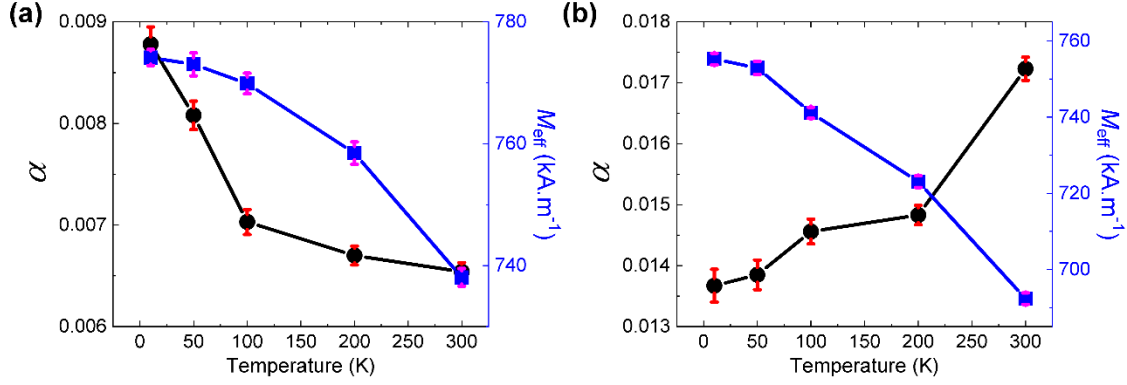 (a)
0.009
0.008
0.007
0.006
α
780
760
740
M_eff (kA.m⁻¹)
0 50 100 150 200 250 300
Temperature (K)
(b)
0.018
0.017
0.016
0.015
0.014
0.013
α
760
740
720
700
M_eff (kA.m⁻¹)
0 50 100 150 200 250 300
Temperature (K)